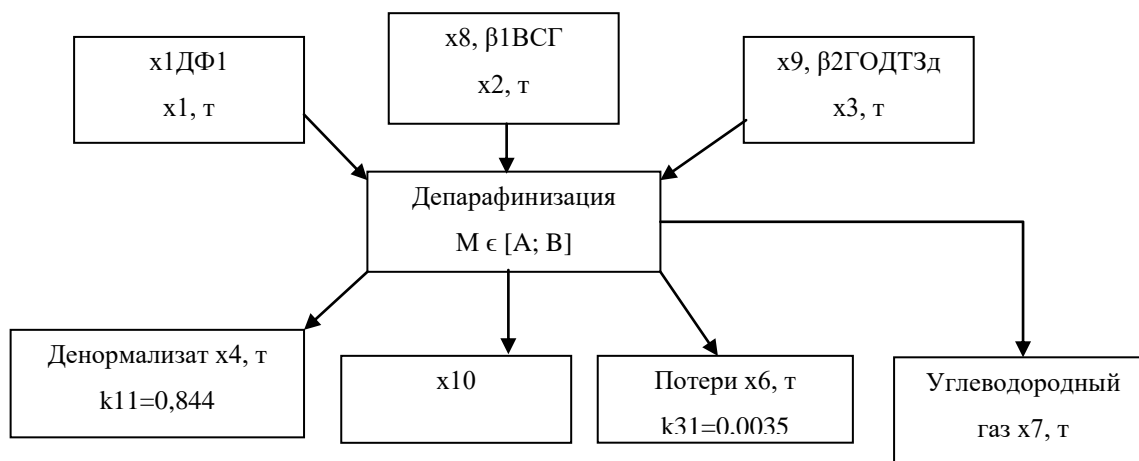 x1ДФ1
x1, т
x8, β1ВСГ
x2, т
x9, β2ГОДТЗд
x3, т
Депарафинизация
M є [A; B]
Денормализат x4, т
k11=0,844
x10
Потери x6, т
k31=0.0035
Углеводородный
газ x7, т